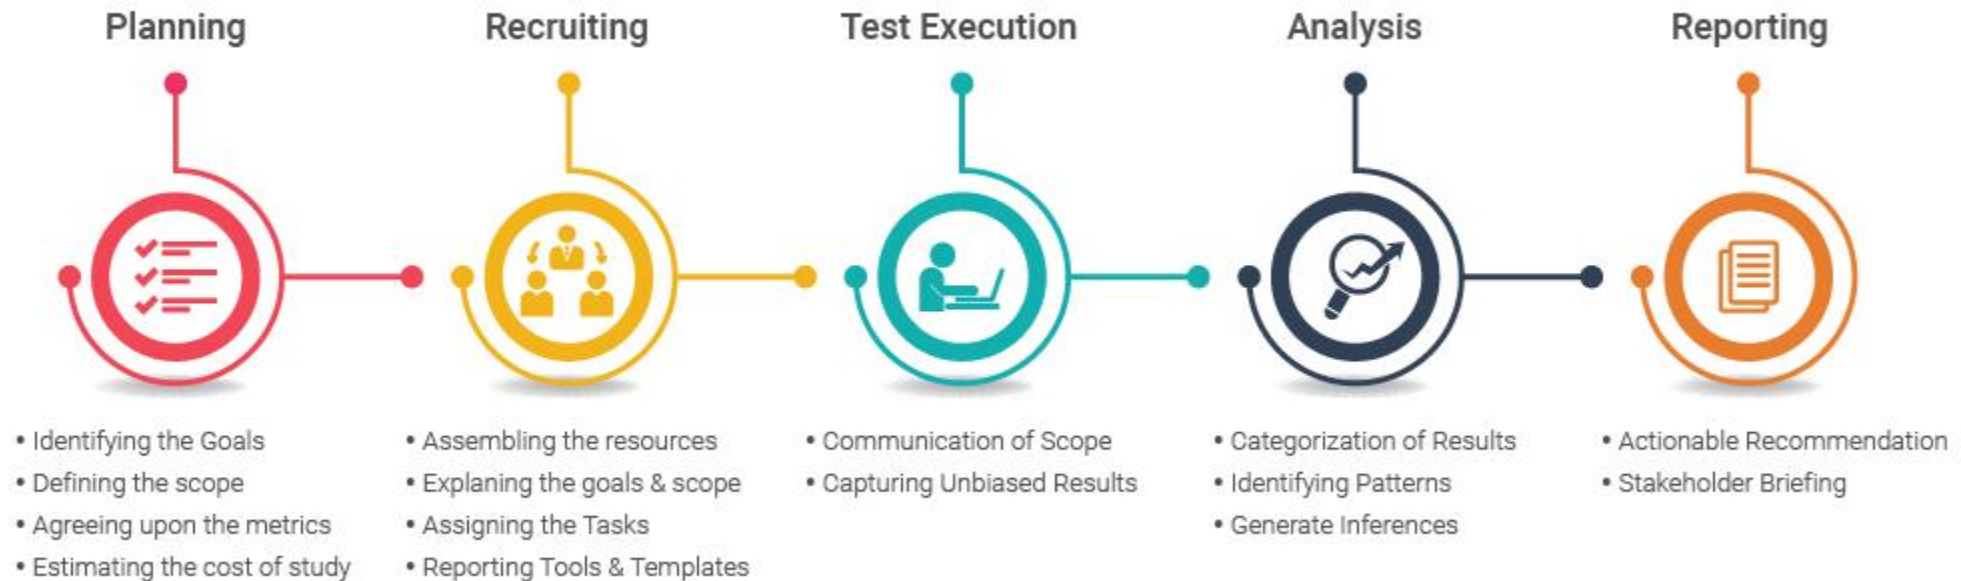 Planning
• Identifying the Goals
• Defining the scope
• Agreeing upon the metrics
• Estimating the cost of study
Recruiting
• Assembling the resources
• Explaning the goals & scope
• Assigning the Tasks
• Reporting Tools & Templates
Test Execution
• Communication of Scope
• Capturing Unbiased Results
Analysis
• Categorization of Results
• Identifying Patterns
• Generate Inferences
Reporting
• Actionable Recommendation
• Stakeholder Briefing